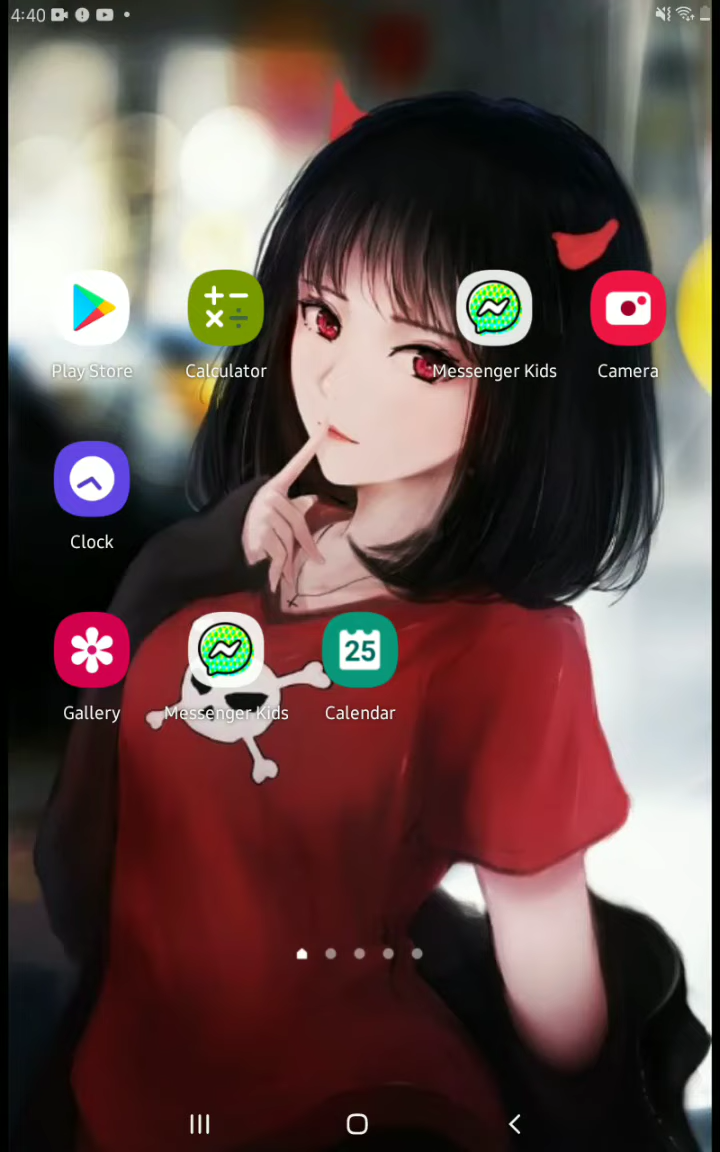 4:40
Play Store
Calculator
Messenger Kids
Camera
Clock
Gallery
Messenger Kids
25
Calendar